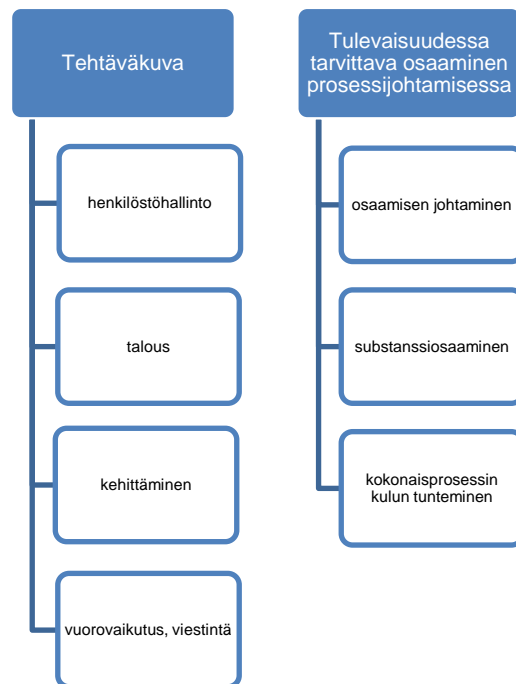 Tehtäväkuva
henkilöstöhallinto
talous
kehittäminen
vuorovaikutus, viestintä
Tulevaisuudessa
tarvittava osaaminen
prosessijohtamisessa
osaamisen johtaminen
substanssiosaaminen
kokonaisprosessin
kulun tunteminen